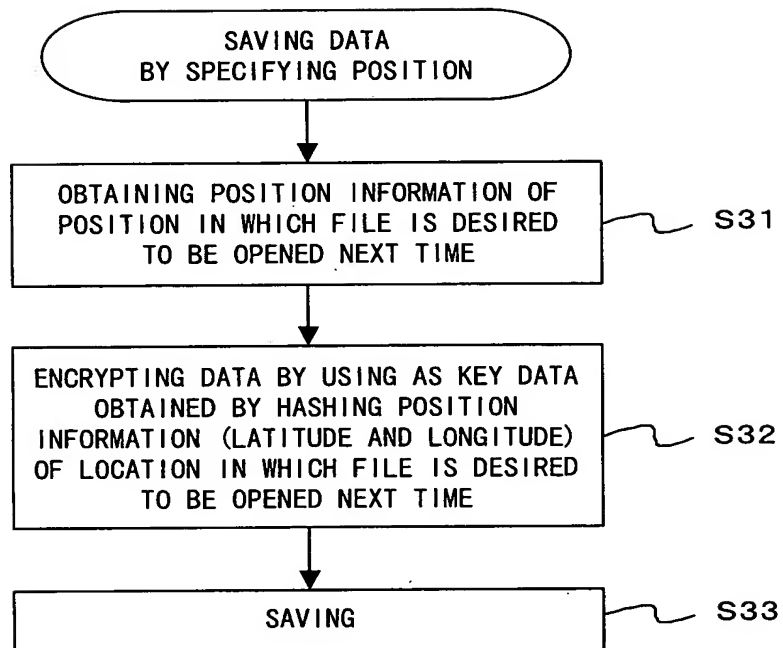 SAVING DATA
BY SPECIFYING POSITION
OBTAINING POSITION INFORMATION OF
POSITION IN WHICH FILE IS DESIRED
TO BE OPENED NEXT TIME
S31
ENCRYPTING DATA BY USING AS KEY DATA
OBTAINED BY HASHING POSITION
INFORMATION (LATITUDE AND LONGITUDE)
OF LOCATION IN WHICH FILE IS DESIRED
TO BE OPENED NEXT TIME
S32
SAVING
S33